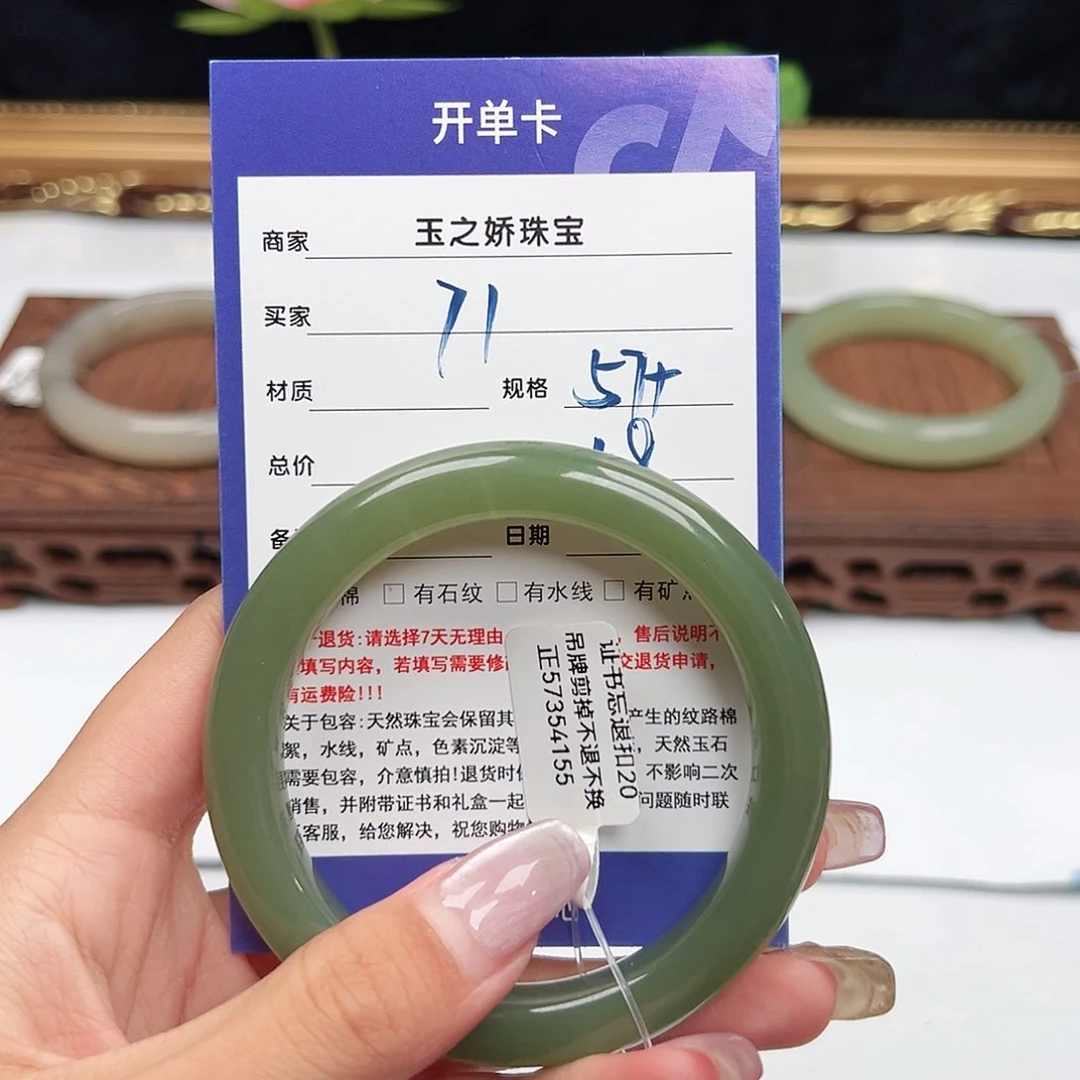 开单卡
商家 玉之娇珠宝
买家 71
材质 规格 57+
总价
日期
棉 □ 有石纹 □ 有水线 □ 有矿
退货:请选择7天无理由 , 售后说明不
填写内容，若填写需要修 交退货申请，
有运费险!!!
关于包容:天然珠宝会保留其 产生的纹路棉
絮，水线，矿点，色素沉淀等 ，天然玉石
需要包容，介意慎拍!退货时 不影响二次
销售，并附带证书和礼盒一起 问题随时联
客服，给您解决，祝您购物
证书忘退扣20
吊牌剪掉不退不换
正57354155